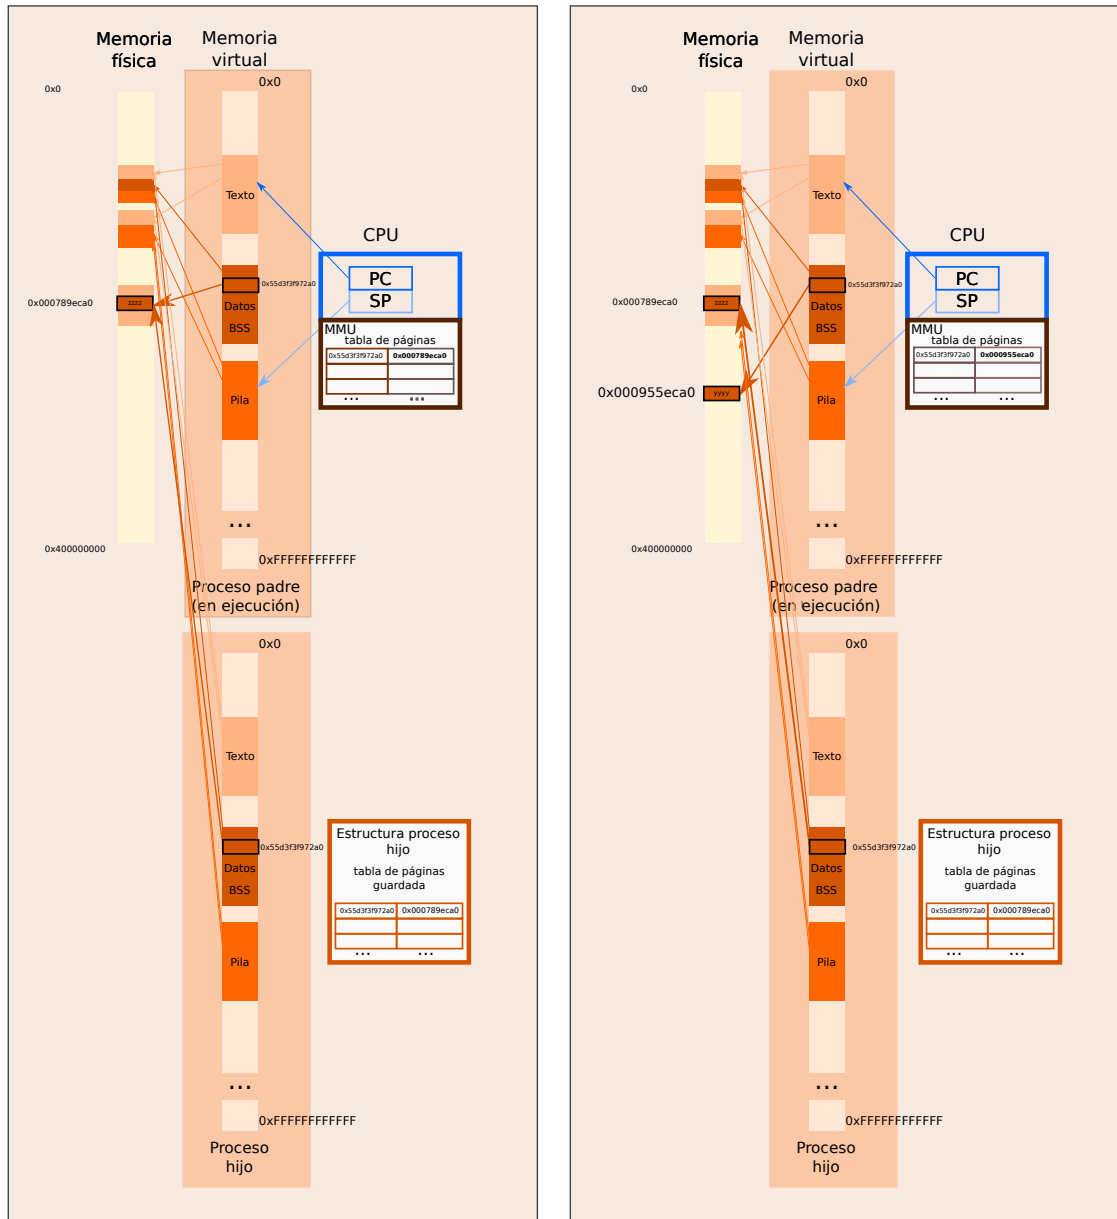 Memoria
física
Memoria
virtual
0x0
0x0
Texto
CPU
PC
SP
0x55d3f3f972a0
0x000789eca0
zzzz
Datos
BSS
MMU
tabla de páginas
0x55d3f3f972a0 0x000789eca0
... ...
Pila
...
0x400000000
0xFFFFFFFFFFFF
Proceso padre
(en ejecución)
0x0
Texto
0x55d3f3f972a0
Datos
BSS
Estructura proceso
hijo
tabla de páginas
guardada
0x55d3f3f972a0 0x000789eca0
... ...
Pila
...
0xFFFFFFFFFFFF
Proceso
hijo
Memoria
física
Memoria
virtual
0x0
0x0
Texto
CPU
PC
SP
0x55d3f3f972a0
0x000789eca0
zzzz
Datos
BSS
MMU
tabla de páginas
0x55d3f3f972a0 0x000955eca0
... ...
0x000955eca0
yyyy
Pila
...
0x400000000
0xFFFFFFFFFFFF
Proceso padre
(en ejecución)
0x0
Texto
0x55d3f3f972a0
Datos
BSS
Estructura proceso
hijo
tabla de páginas
guardada
0x55d3f3f972a0 0x000789eca0
... ...
Pila
...
0xFFFFFFFFFFFF
Proceso
hijo